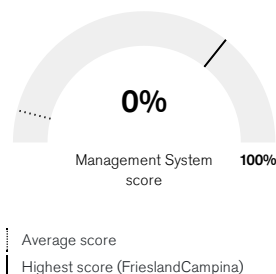 0%
Management System 100%
score
Average score
Highest score (FrieslandCampina)